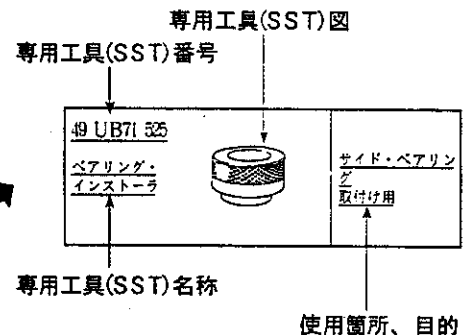 専用工具(SST)図
専用工具(SST)番号
49 UB71 525
ベアリング・
インストーラ
サイド・ベアリン
グ
取付け用
専用工具(SST)名称
使用箇所、目的